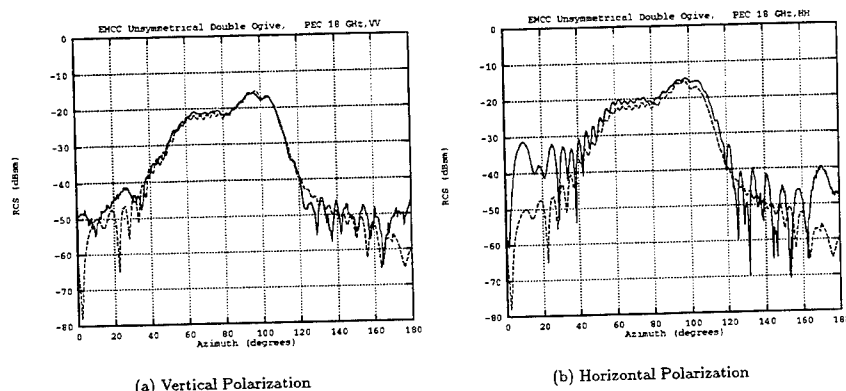 EMCC Unsymmetrical Double Ogive, PEC 18 GHz,VV
0
-10
-20
-30
-40
-50
-60
-70
-80
RCS (dBsm)
0 20 40 60 80 100 120 140 160 180
Azimuth (degrees)
(a) Vertical Polarization
EMCC Unsymmetrical Double Ogive, PEC 18 GHz,HH
0
-10
-20
-30
-40
-50
-60
-70
-80
RCS (dBsm)
0 20 40 60 80 100 120 140 160 180
Azimuth (degrees)
(b) Horizontal Polarization